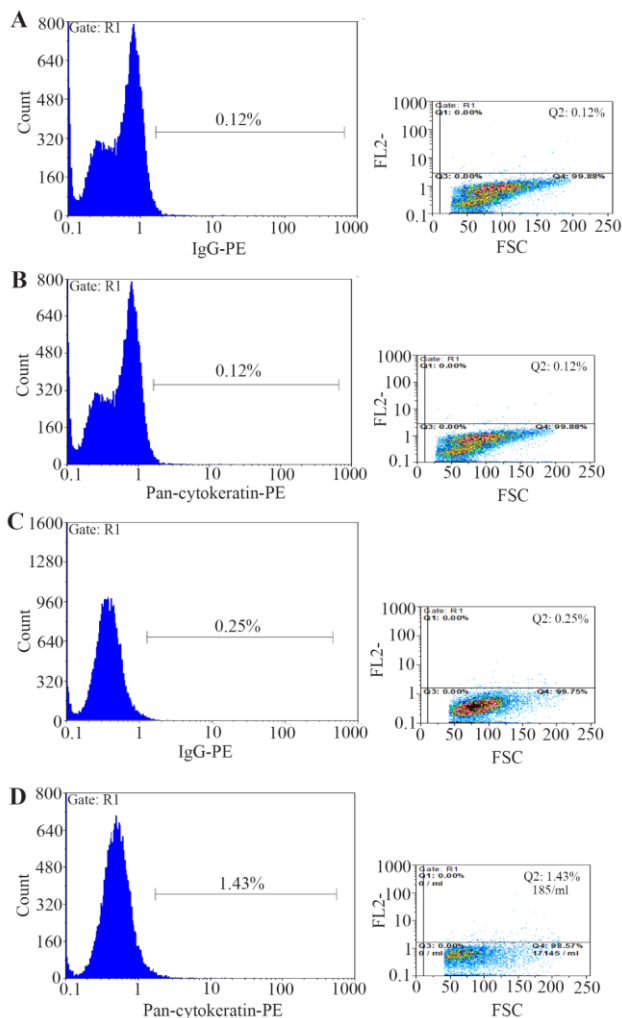 A
Gate: R1
800
640
480
320
160
0
Count
0.12%
0.1 1 10 100 1000
IgG-PE
Gate: R1
Q1: 0.00%
Q2: 0.12%
1000
100
10
1
0.1
FL2-
Q3: 0.00%
Q4: 99.88%
0 50 100 150 200 250
FSC
B
Gate: R1
800
640
480
320
160
0
Count
0.12%
0.1 1 10 100 1000
Pan-cytokeratin-PE
Gate: R1
Q1: 0.00%
Q2: 0.12%
1000
100
10
1
0.1
FL2-
Q3: 0.00%
Q4: 99.88%
0 50 100 150 200 250
FSC
C
Gate: R1
1600
1280
960
640
320
0
Count
0.25%
0.1 1 10 100 1000
IgG-PE
Gate: R1
Q1: 0.00%
Q2: 0.25%
1000
100
10
1
0.1
FL2-
Q3: 0.00%
Q4: 99.75%
0 50 100 150 200 250
FSC
D
Gate: R1
800
640
480
320
160
0
Count
1.43%
0.1 1 10 100 1000
Pan-cytokeratin-PE
Gate: R1
Q1: 0.00%
0 / ml
Q2: 1.43%
185/ml
1000
100
10
1
0.1
FL2-
Q3: 0.00%
0 / ml
Q4: 98.57%
17145 / ml
0 50 100 150 200 250
FSC